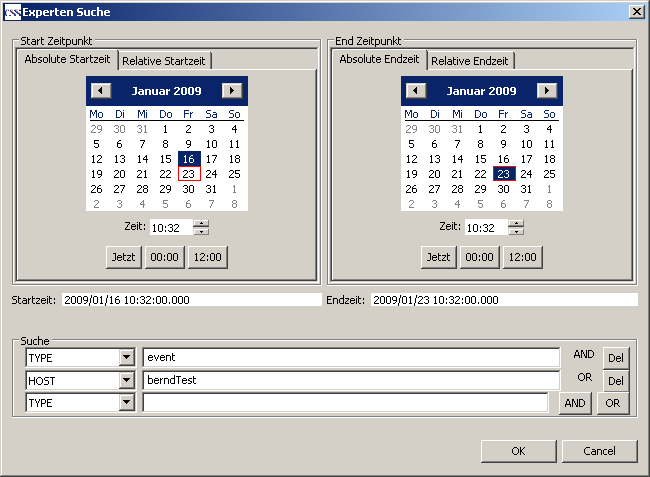 CSS Experten Suche
Start Zeitpunkt
Absolute Startzeit Relative Startzeit
Januar 2009
Mo Di Mi Do Fr Sa So
29 30 31 1 2 3 4
5 6 7 8 9 10 11
12 13 14 15 16 17 18
19 20 21 22 23 24 25
26 27 28 29 30 31 1
2 3 4 5 6 7 8
Zeit: 10:32
Jetzt 00:00 12:00
Startzeit: 2009/01/16 10:32:00.000
End Zeitpunkt
Absolute Endzeit Relative Endzeit
Januar 2009
Mo Di Mi Do Fr Sa So
29 30 31 1 2 3 4
5 6 7 8 9 10 11
12 13 14 15 16 17 18
19 20 21 22 23 24 25
26 27 28 29 30 31 1
2 3 4 5 6 7 8
Zeit: 10:32
Jetzt 00:00 12:00
Endzeit: 2009/01/23 10:32:00.000
Suche
TYPE event AND Del
HOST berndTest OR Del
TYPE AND OR
OK Cancel